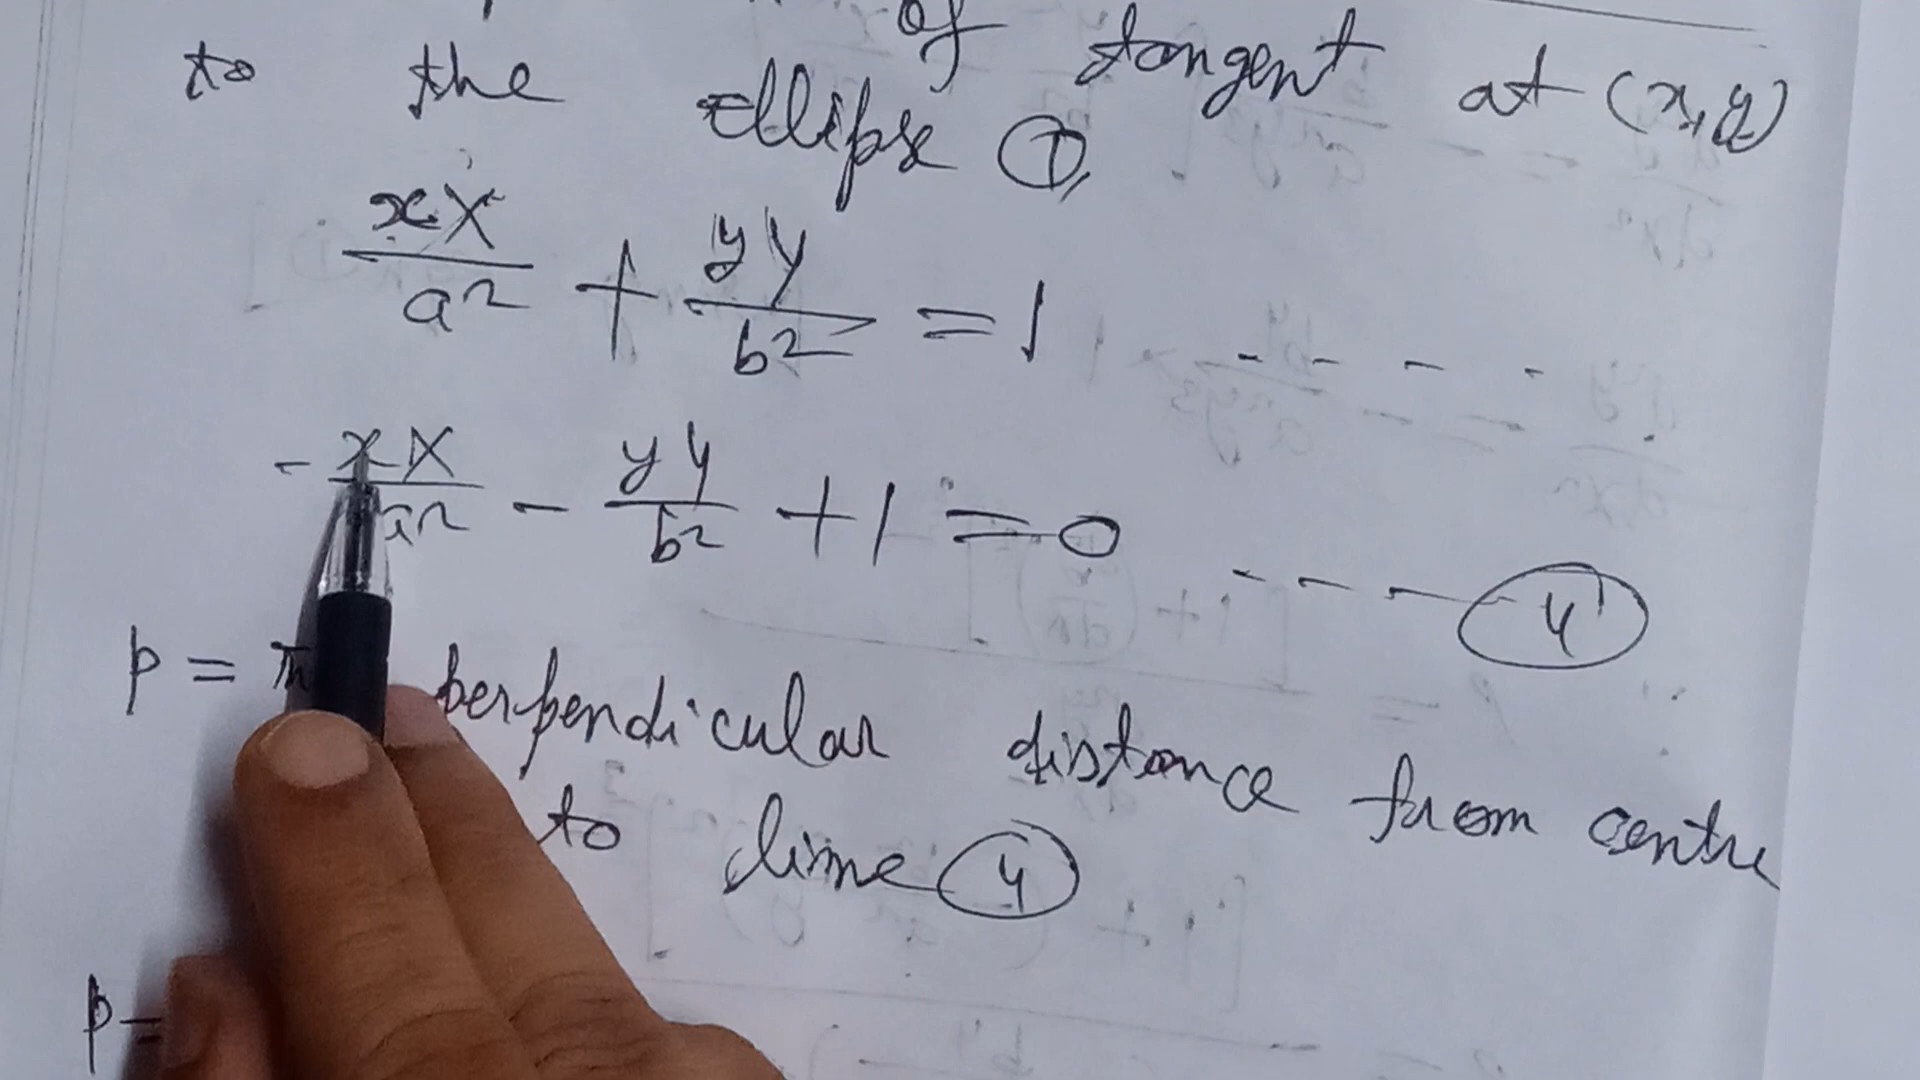 of tangent at (x,y)
to the ellipse ①,
xX/a² + yY/b² = 1 - - - -
- xX/a² - yY/b² + 1 = 0 - - - ④
p = perpendicular distance from centre
to line ④
p =